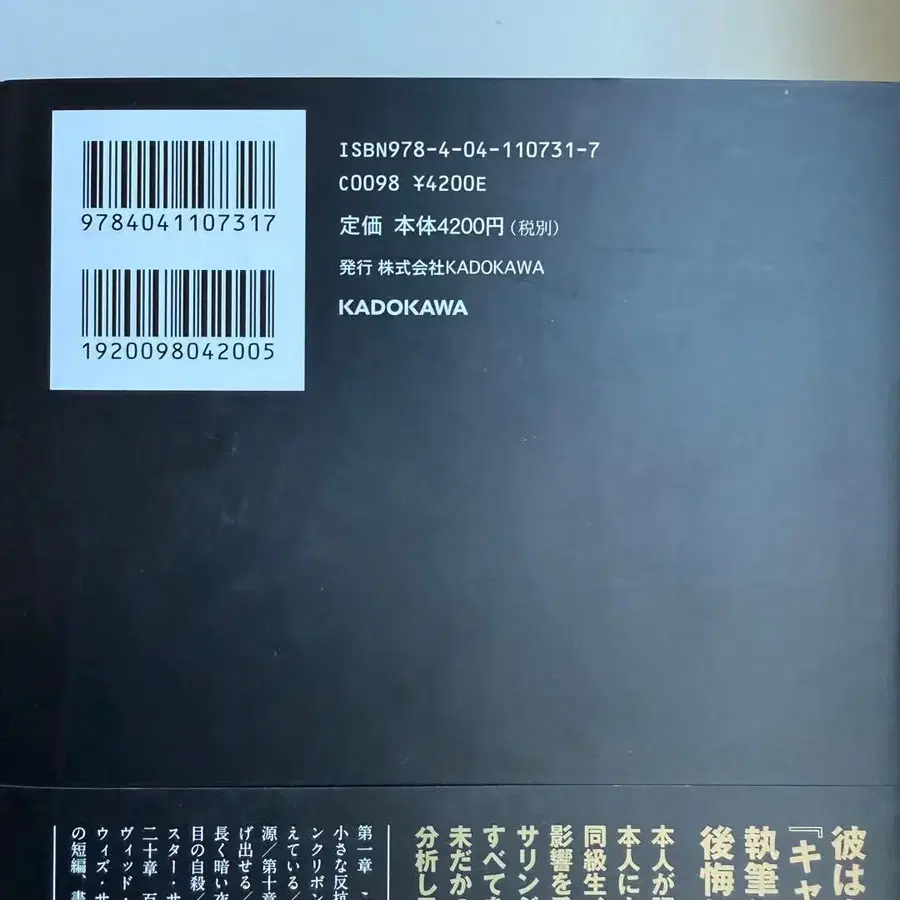 ISBN978-4-04-110731-7
C0098 ¥4200E
定価 本体4200円(税別)
発行 株式会社KADOKAWA
KADOKAWA
9784041107317
1920098042005
彼は
『キャ
執筆
後悔
本人が
本人に
同級生
影響を
サリンジ
すべて
未だかつ
分析し
第一章
小さな反抗
ンクリボン
えている/
源/第十章
げ出せる/
長く暗い夜
目の自殺/
スター・サ
二十章 百
ヴィッド・
ウィズ・サ
の短編、書